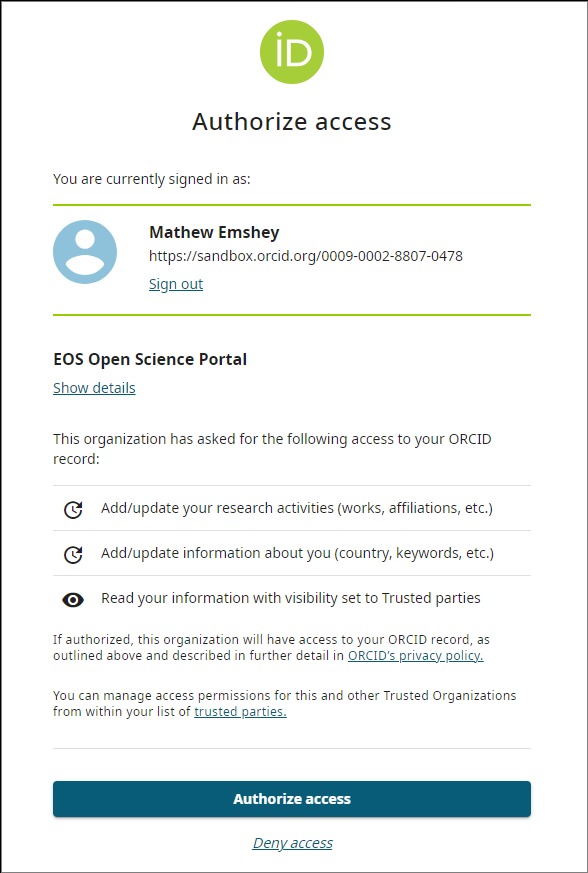 iD
Authorize access
You are currently signed in as:
Mathew Emshey
https://sandbox.orcid.org/0009-0002-8807-0478
Sign out
EOS Open Science Portal
Show details
This organization has asked for the following access to your ORCID
record:
Add/update your research activities (works, affiliations, etc.)
Add/update information about you (country, keywords, etc.)
Read your information with visibility set to Trusted parties
If authorized, this organization will have access to your ORCID record, as
outlined above and described in further detail in ORCID's privacy policy.
You can manage access permissions for this and other Trusted Organizations
from within your list of trusted parties.
Authorize access
Deny access